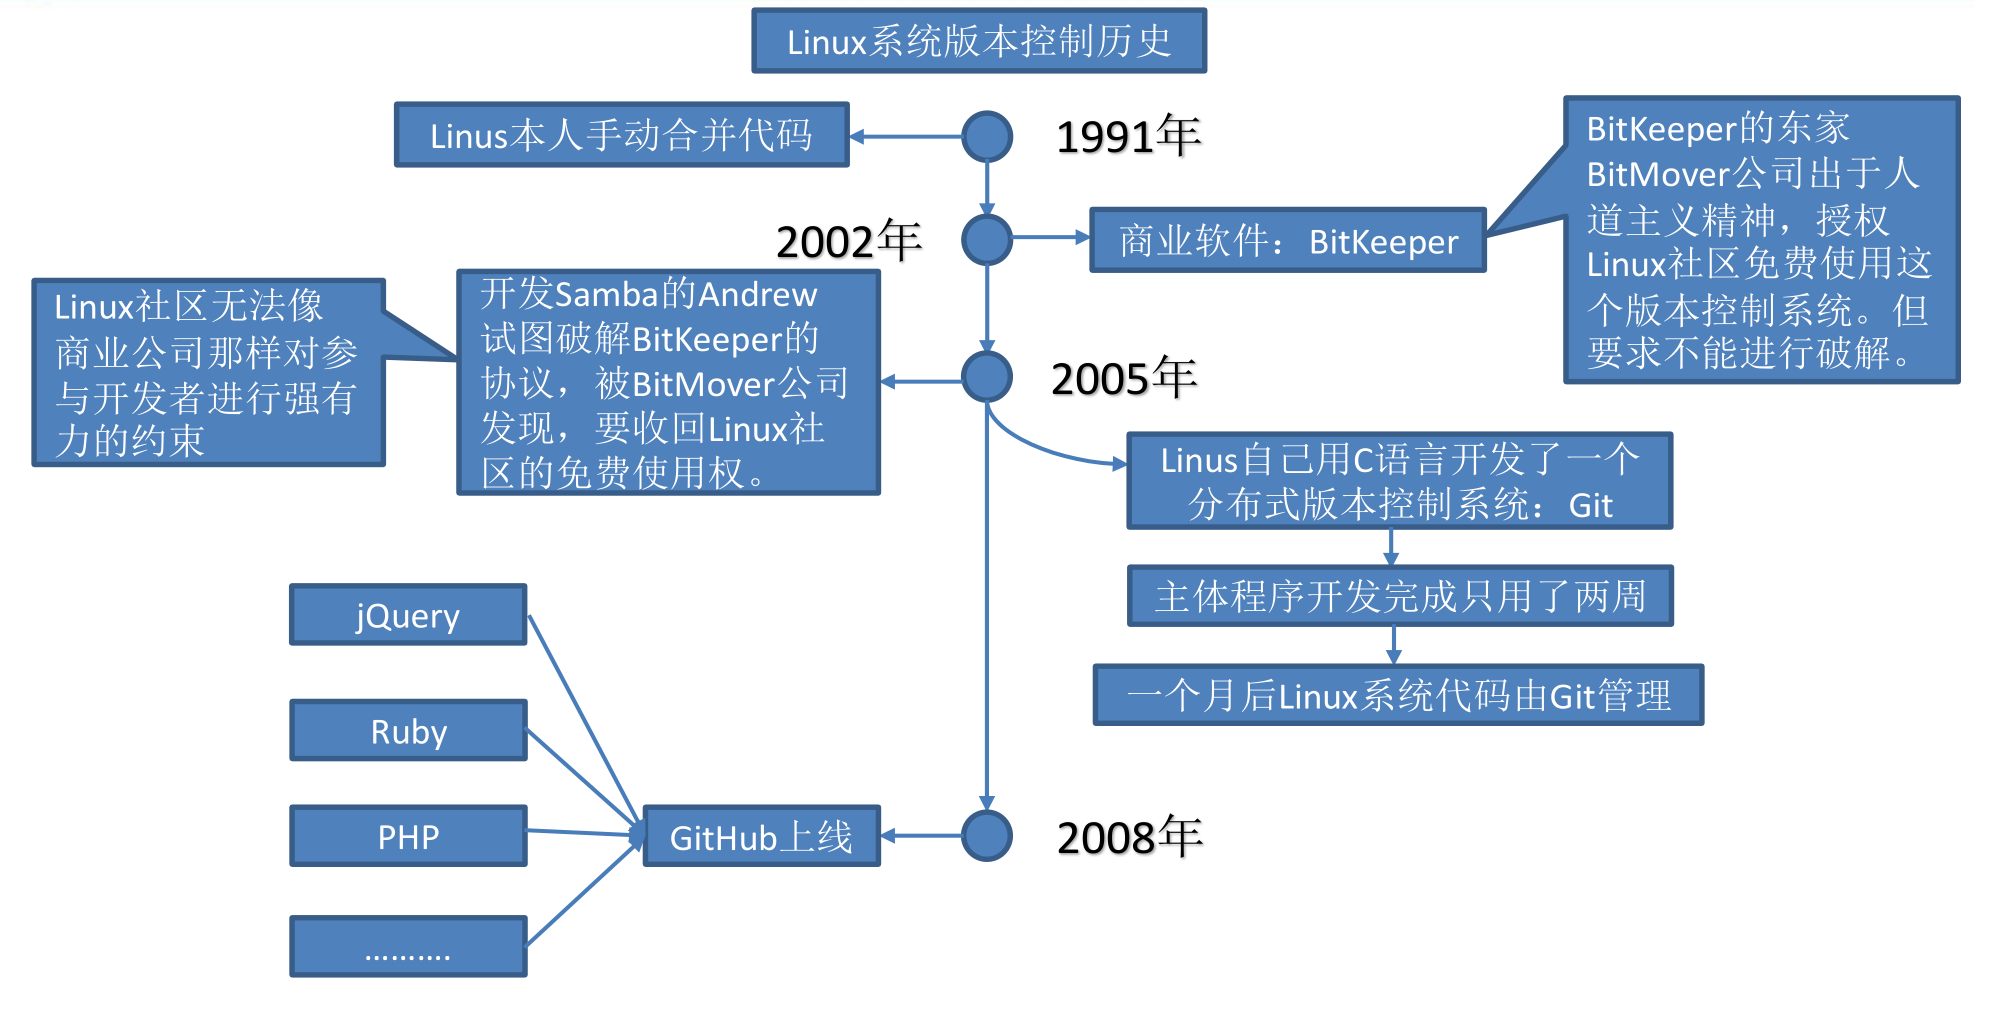 Linux系统版本控制历史
Linus本人手动合并代码
1991年
BitKeeper的东家
BitMover公司出于人
道主义精神，授权
Linux社区免费使用这
个版本控制系统。但
要求不能进行破解。
2002年
商业软件：BitKeeper
Linux社区无法像
商业公司那样对参
与开发者进行强有
力的约束
开发Samba的Andrew
试图破解BitKeeper的
协议，被BitMover公司
发现，要收回Linux社
区的免费使用权。
2005年
Linus自己用C语言开发了一个
分布式版本控制系统：Git
主体程序开发完成只用了两周
一个月后Linux系统代码由Git管理
jQuery
Ruby
PHP
……….
GitHub上线
2008年